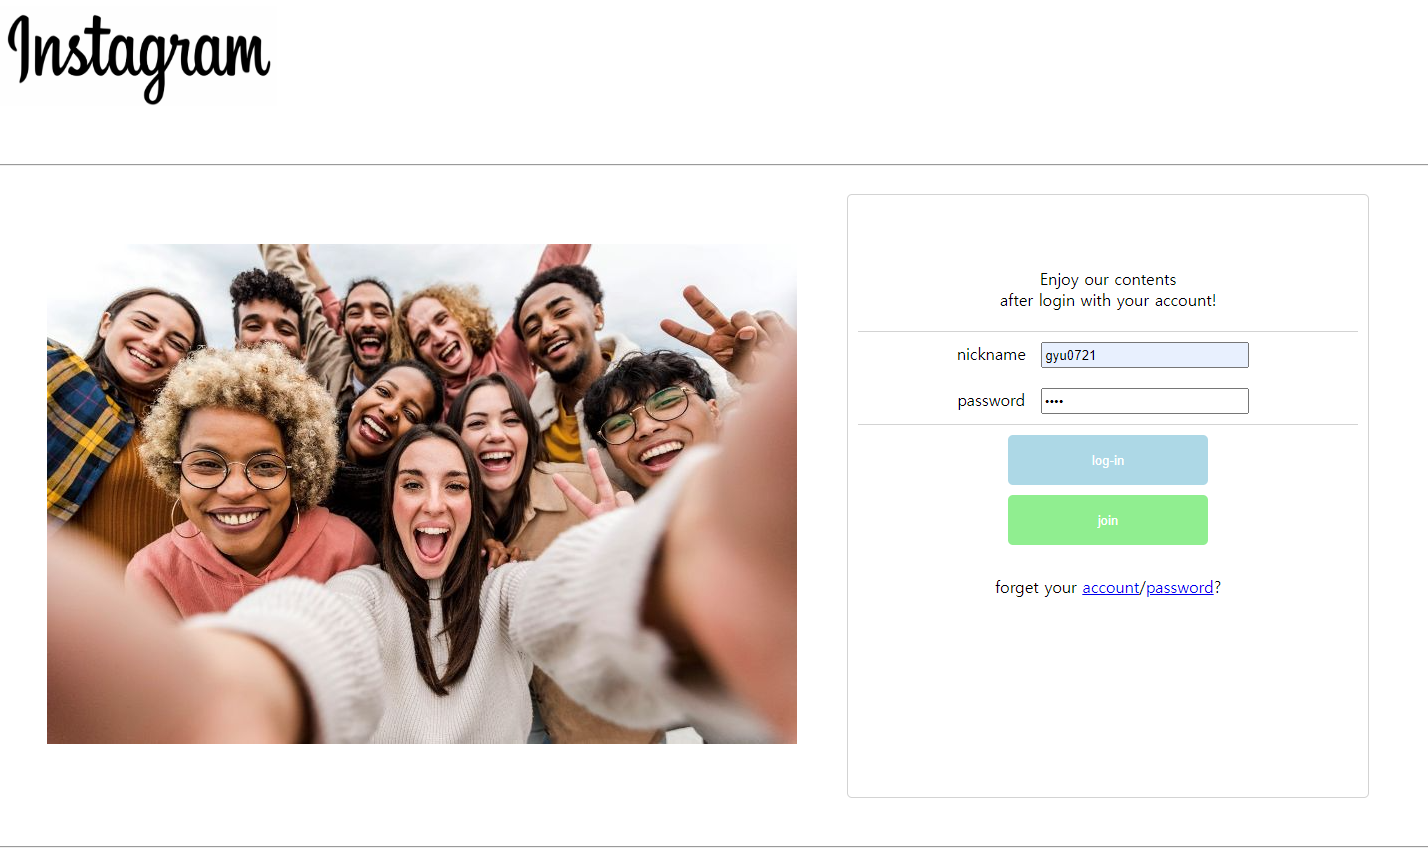 Instagram
Enjoy our contents
after login with your account!
nickname gyu0721
password ••••
log-in
join
forget your account/password?